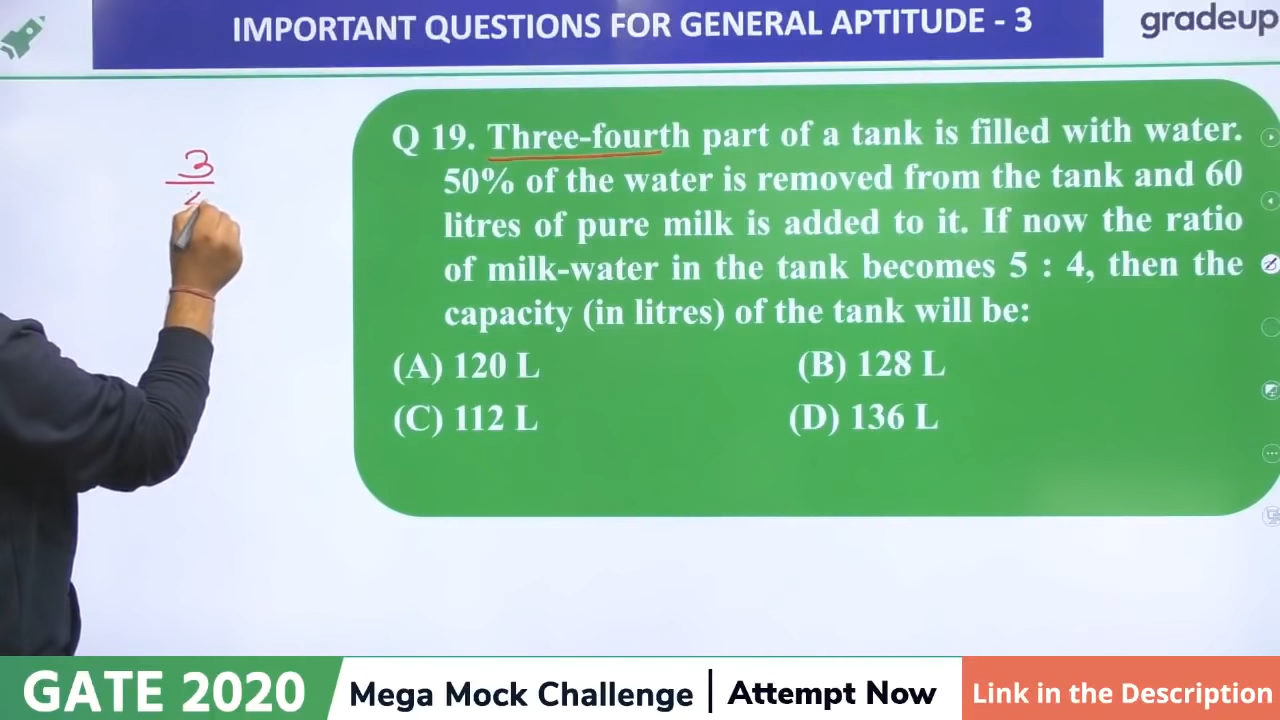 IMPORTANT QUESTIONS FOR GENERAL APTITUDE - 3
gradeup
3
Q 19. Three-fourth part of a tank is filled with water.
50% of the water is removed from the tank and 60
litres of pure milk is added to it. If now the ratio
of milk-water in the tank becomes 5 : 4, then the
capacity (in litres) of the tank will be:
(A) 120 L
(B) 128 L
(C) 112 L
(D) 136 L
GATE 2020
Mega Mock Challenge | Attempt Now
Link in the Description